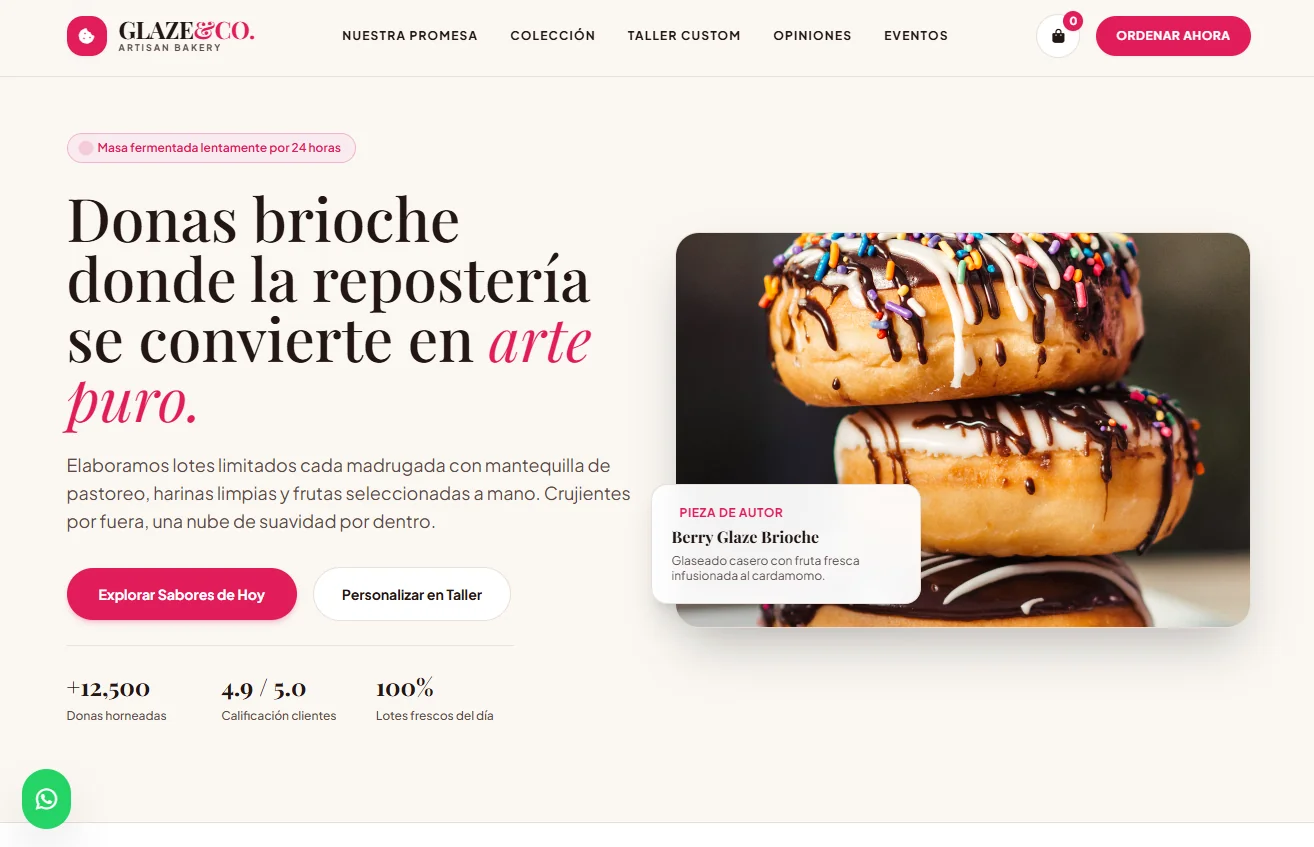 GLAZE&CO.
ARTISAN BAKERY
NUESTRA PROMESA
COLECCIÓN
TALLER CUSTOM
OPINIONES
EVENTOS
0
ORDENAR AHORA
Masa fermentada lentamente por 24 horas
Donas brioche
donde la repostería
se convierte en arte
puro.
Elaboramos lotes limitados cada madrugada con mantequilla de
pastoreo, harinas limpias y frutas seleccionadas a mano. Crujientes
por fuera, una nube de suavidad por dentro.
Explorar Sabores de Hoy
Personalizar en Taller
+12,500
Donas horneadas
4.9 / 5.0
Calificación clientes
100%
Lotes frescos del día
PIEZA DE AUTOR
Berry Glaze Brioche
Glaseado casero con fruta fresca
infusionada al cardamomo.